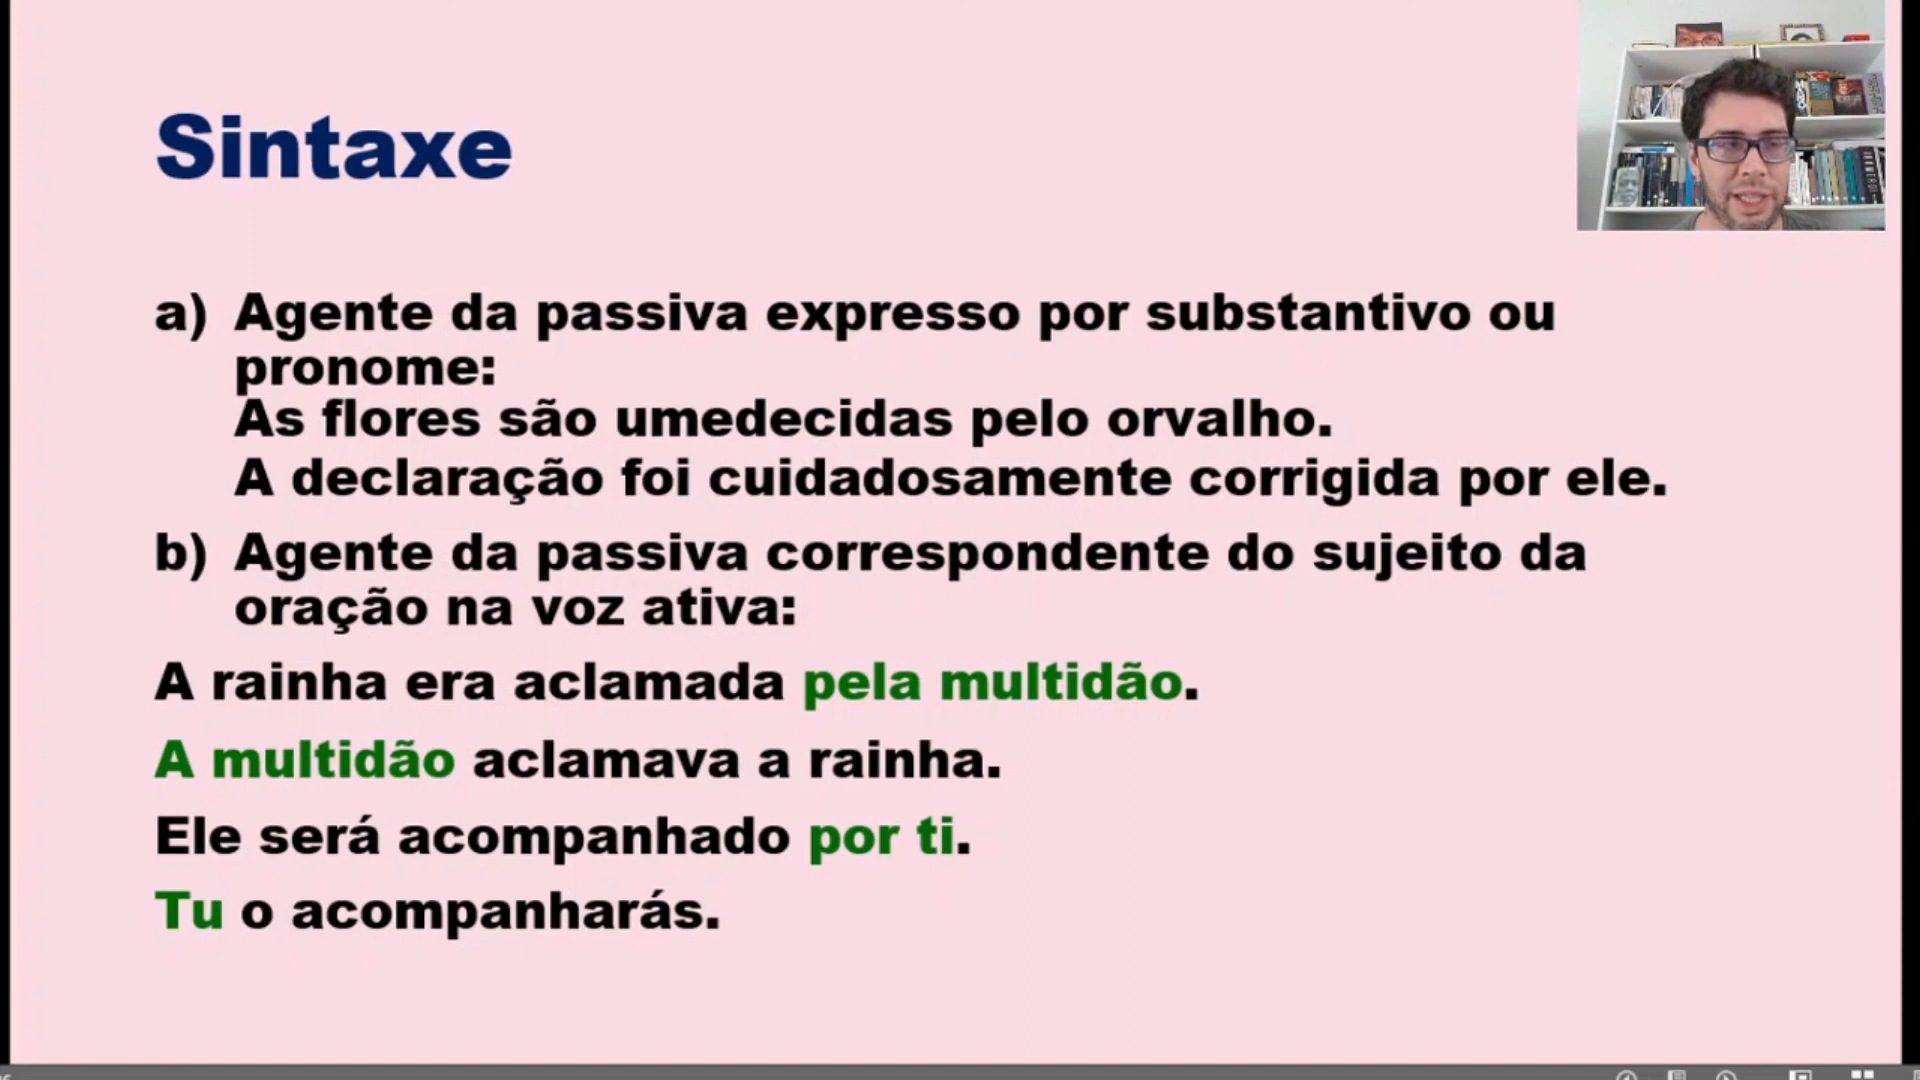 Sintaxe
a) Agente da passiva expresso por substantivo ou
pronome:
As flores são umedecidas pelo orvalho.
A declaração foi cuidadosamente corrigida por ele.
b) Agente da passiva correspondente do sujeito da
oração na voz ativa:
A rainha era aclamada pela multidão.
A multidão aclamava a rainha.
Ele será acompanhado por ti.
Tu o acompanharás.